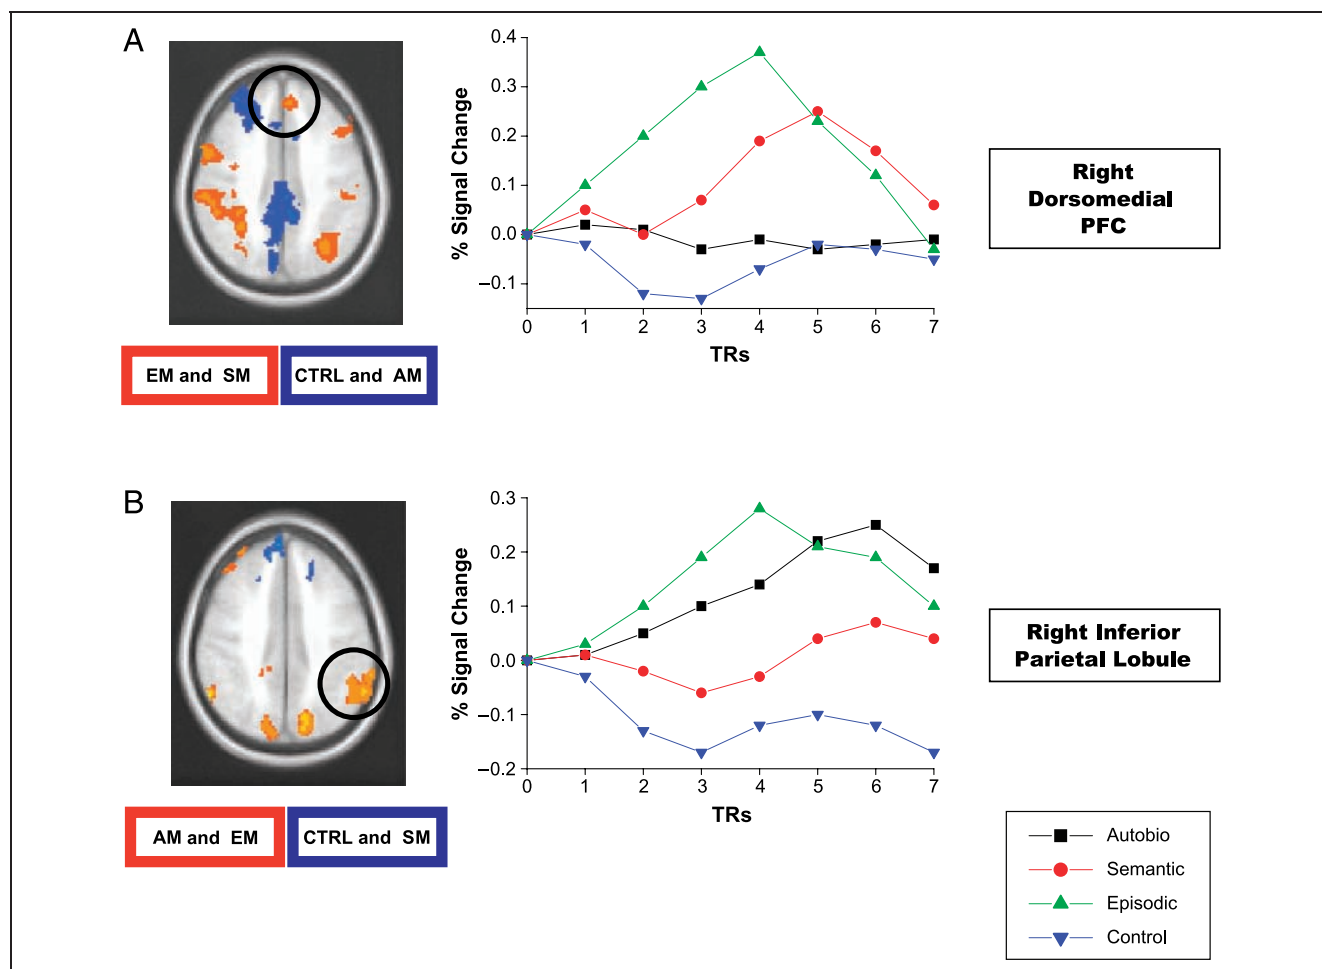 A
0.4
0.3
0.2
0.1
0.0
−0.1
% Signal Change
0 1 2 3 4 5 6 7
TRs
Right
Dorsomedial
PFC
EM and SM
CTRL and AM
B
0.3
0.2
0.1
0.0
−0.1
−0.2
% Signal Change
0 1 2 3 4 5 6 7
TRs
Right Inferior
Parietal Lobule
AM and EM
CTRL and SM
Autobio
Semantic
Episodic
Control